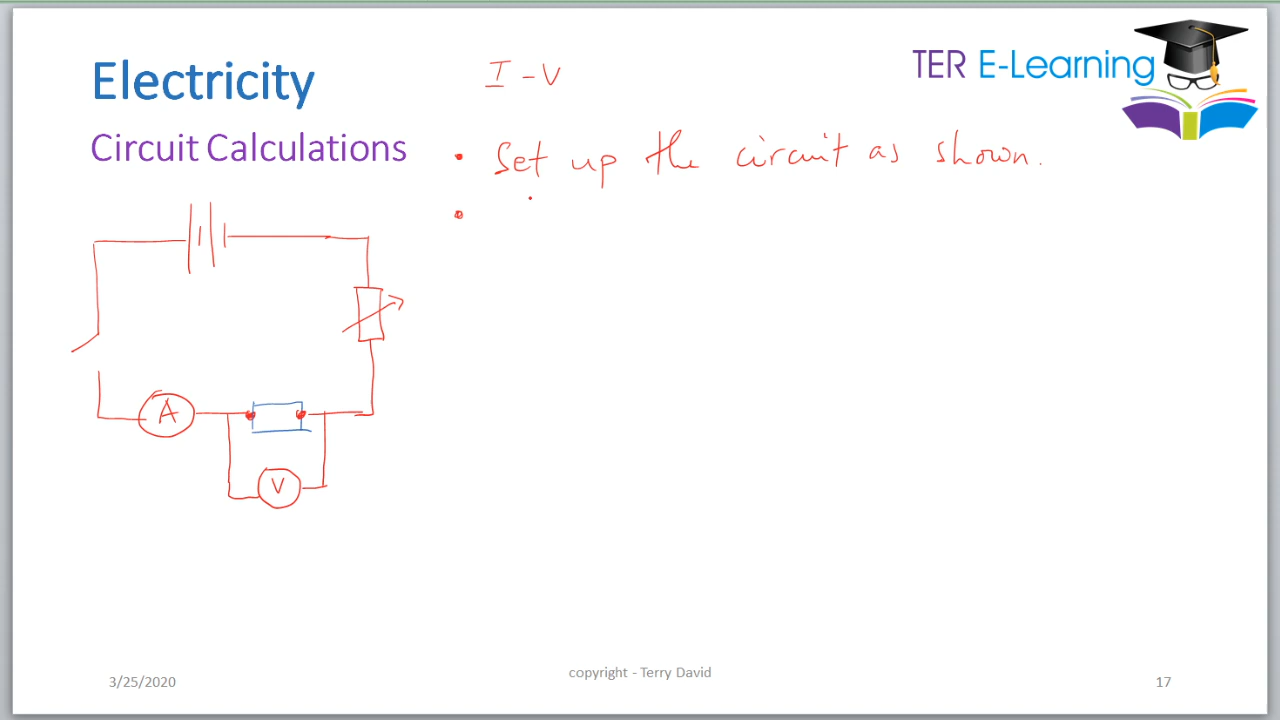 Electricity
I - V
TER E-Learning
Circuit Calculations
• Set up the circuit as shown.
•
A
V
3/25/2020
copyright - Terry David
17